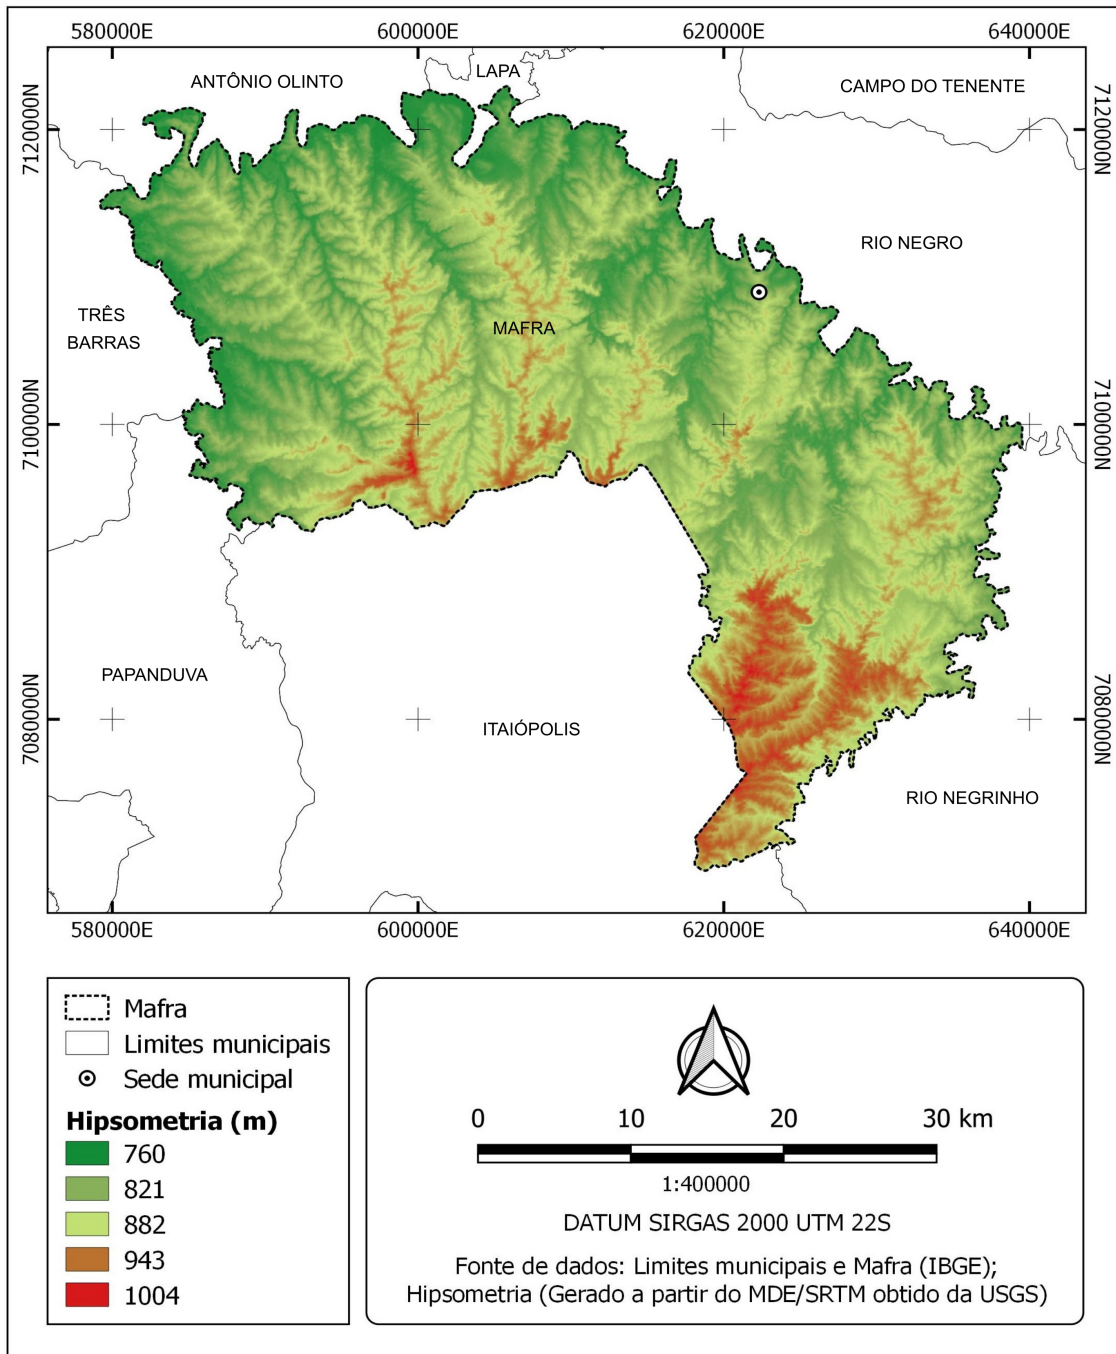 580000E
600000E
620000E
640000E
LAPA
ANTÔNIO OLINTO
CAMPO DO TENENTE
7120000N
7120000N
RIO NEGRO
TRÊS
BARRAS
MAFRA
7100000N
7100000N
PAPANDUVA
7080000N
7080000N
ITAIÓPOLIS
RIO NEGRINHO
580000E
600000E
620000E
640000E
Mafra
Limites municipais
Sede municipal
Hipsometria (m)
760
821
882
943
1004
0 10 20 30 km
1:400000
DATUM SIRGAS 2000 UTM 22S
Fonte de dados: Limites municipais e Mafra (IBGE);
Hipsometria (Gerado a partir do MDE/SRTM obtido da USGS)